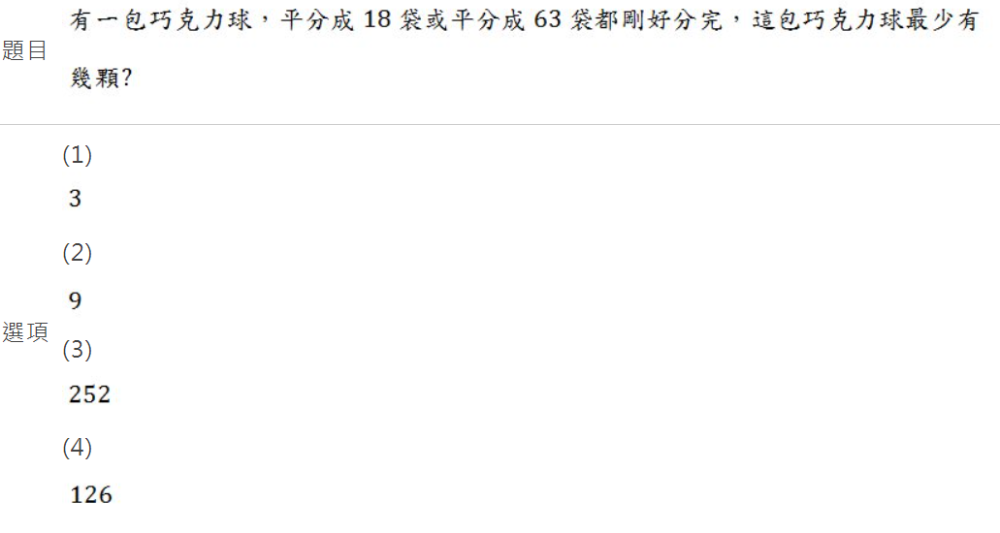 題目
有一包巧克力球，平分成 18 袋或平分成 63 袋都剛好分完，這包巧克力球最少有
幾顆?
選項
(1)
3
(2)
9
(3)
252
(4)
126